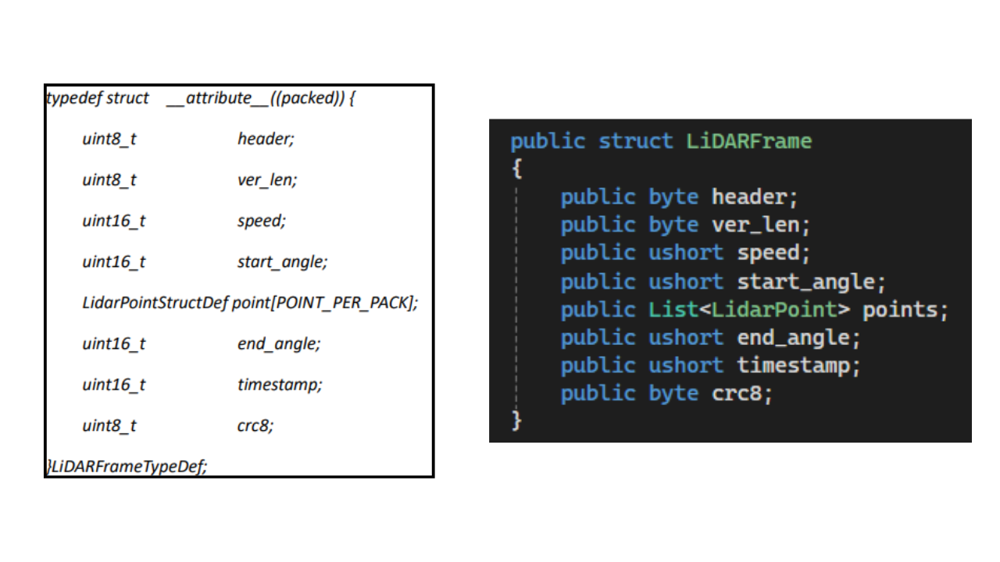 typedef struct __attribute__((packed)) {
uint8_t header;
uint8_t ver_len;
uint16_t speed;
uint16_t start_angle;
LidarPointStructDef point[POINT_PER_PACK];
uint16_t end_angle;
uint16_t timestamp;
uint8_t crc8;
}LiDARFrameTypeDef;
public struct LiDARFrame
{
public byte header;
public byte ver_len;
public ushort speed;
public ushort start_angle;
public List<LidarPoint> points;
public ushort end_angle;
public ushort timestamp;
public byte crc8;
}